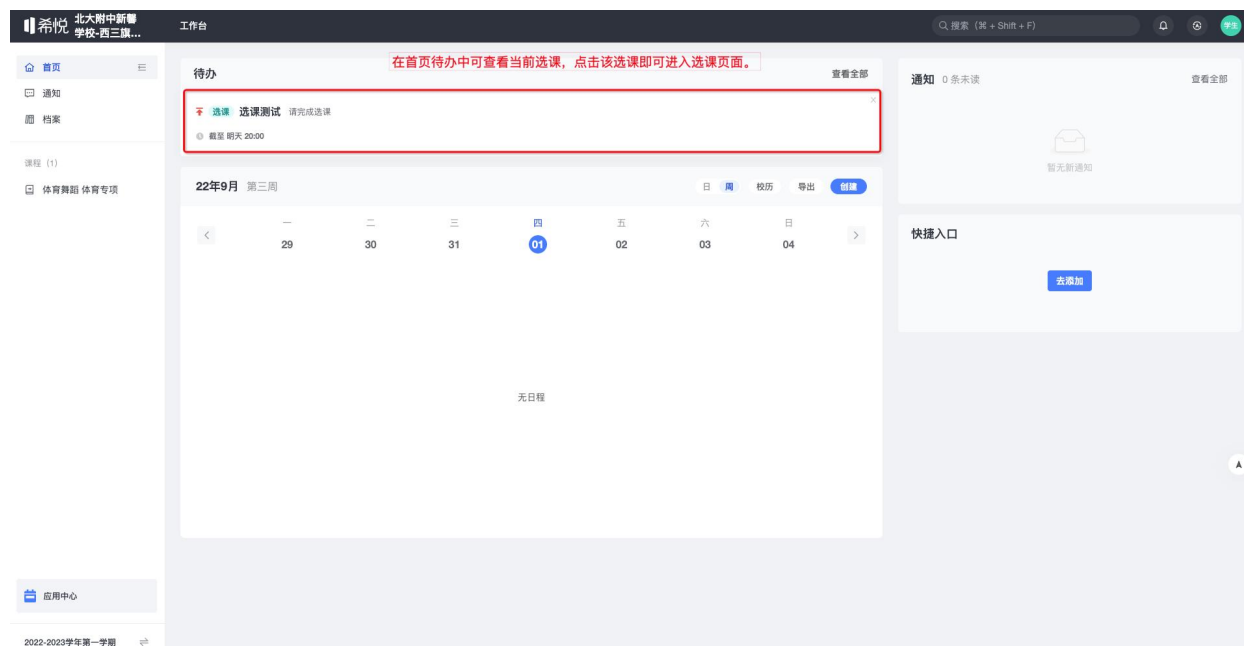 希悦
北大附中新馨
学校-西三旗...
工作台
搜索（⌘ + Shift + F）
学生
首页
通知
档案
课程（1）
体育舞蹈 体育专项
应用中心
2022-2023学年第一学期
在首页待办中可查看当前选课，点击该选课即可进入选课页面。
待办
查看全部
选课 选课测试 请完成选课
截至 明天 20:00
22年9月 第三周
日 周 校历 导出 创建
一 二 三 四 五 六 日
29 30 31 01 02 03 04
无日程
通知 0 条未读 查看全部
暂无新通知
快捷入口
去添加